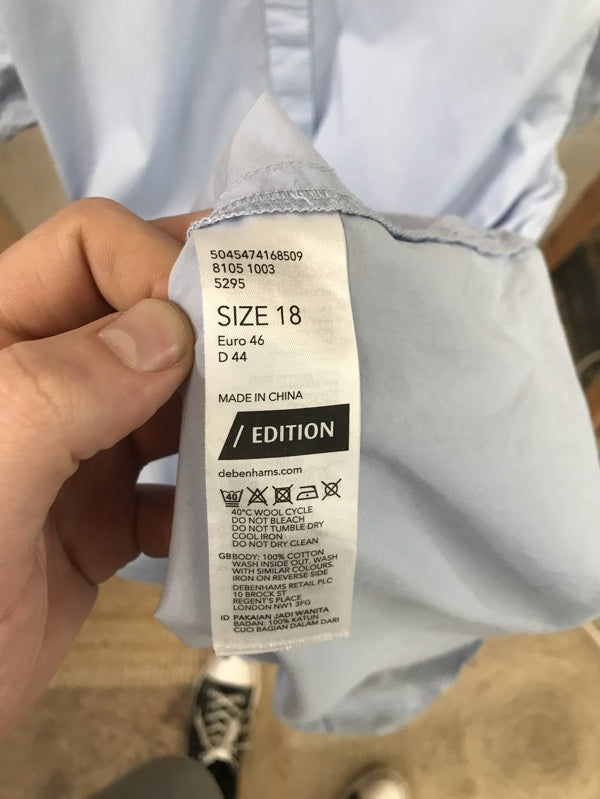 5045474168509
8105 1003
5295
SIZE 18
Euro 46
D 44
MADE IN CHINA
/ EDITION
debenhams.com
40
40°C WOOL CYCLE
DO NOT BLEACH
DO NOT TUMBLE DRY
COOL IRON
DO NOT DRY CLEAN
GB BODY: 100% COTTON
WASH INSIDE OUT. WASH
WITH SIMILAR COLOURS.
IRON ON REVERSE SIDE
DEBENHAMS RETAIL PLC
10 BROCK ST
REGENT'S PLACE
LONDON NW1 3FG
ID PAKAIAN JADI WANITA
BADAN: 100% KATUN
CUCI BAGIAN DALAM DARI